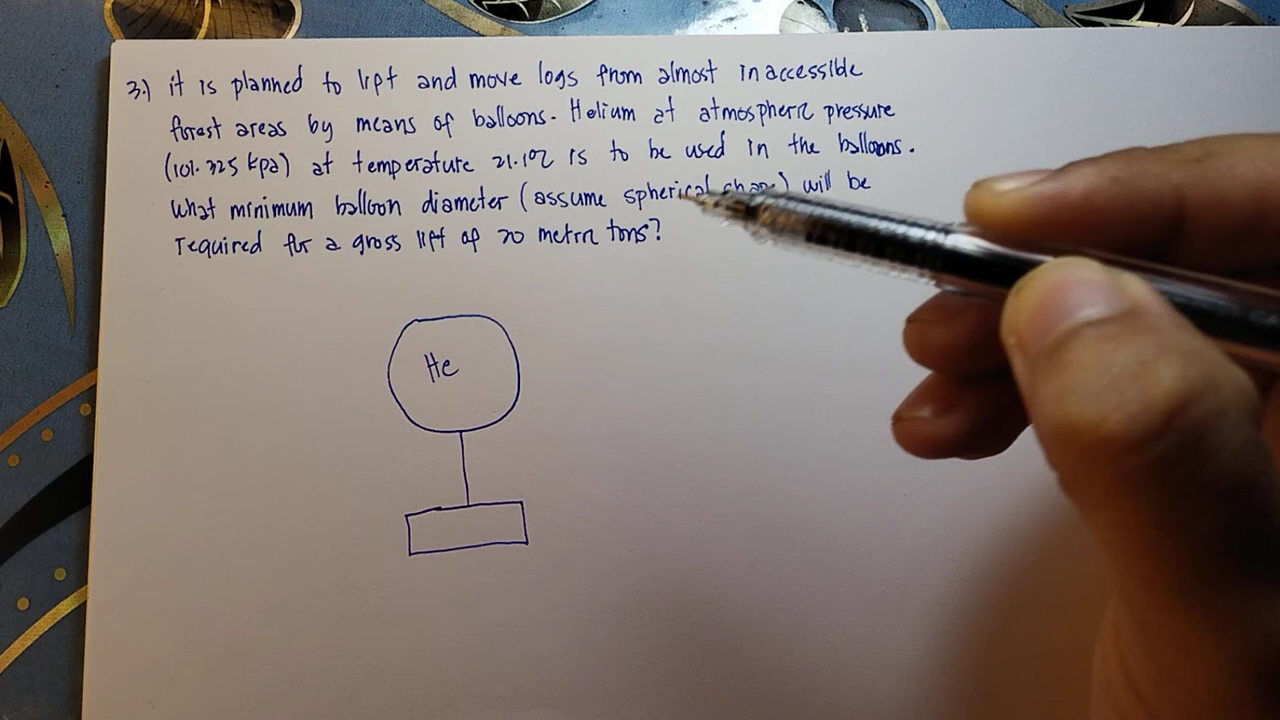 3.) it is planned to lift and move logs from almost inaccessible
forest areas by means of balloons. Helium at atmospheric pressure
(101.325 kpa) at temperature 21.1°C is to be used in the balloons.
What minimum balloon diameter (assume spherical shape) will be
required for a gross lift of 20 metric tons?
He